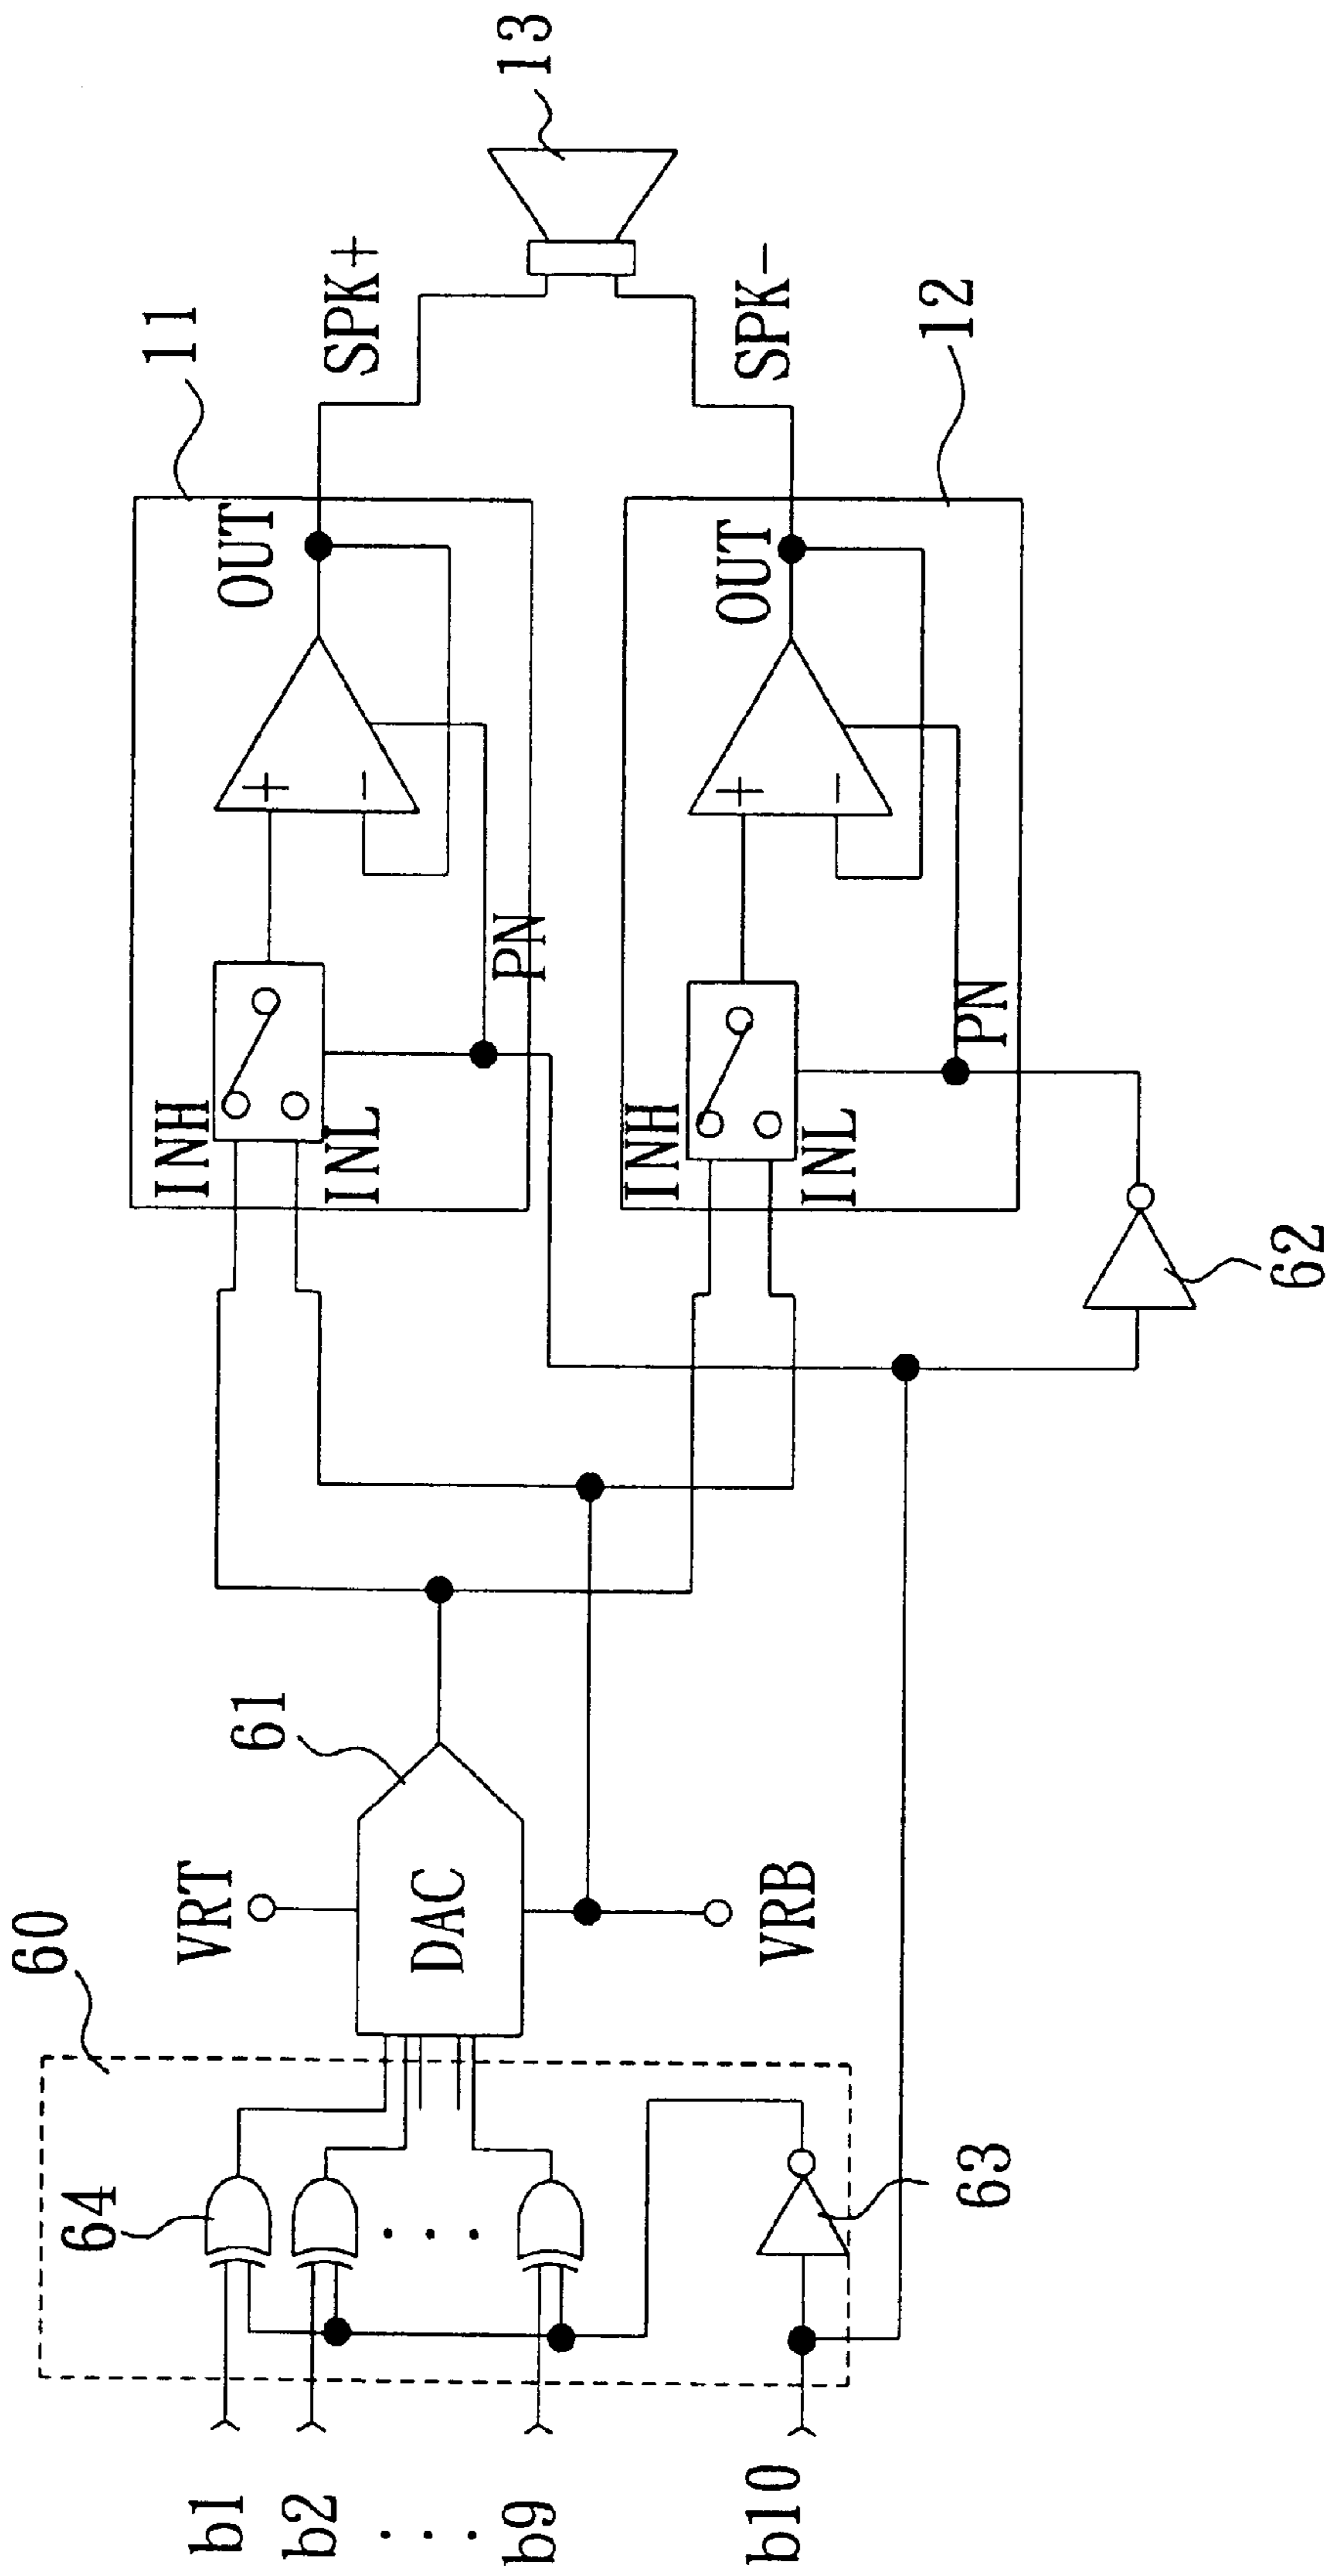 b1
b2
b9
b10
60
64
63
VRT
DAC
VRB
61
11
INH
INL
PN
+
-
OUT
12
INH
INL
PN
+
-
OUT
62
SPK+
SPK-
13